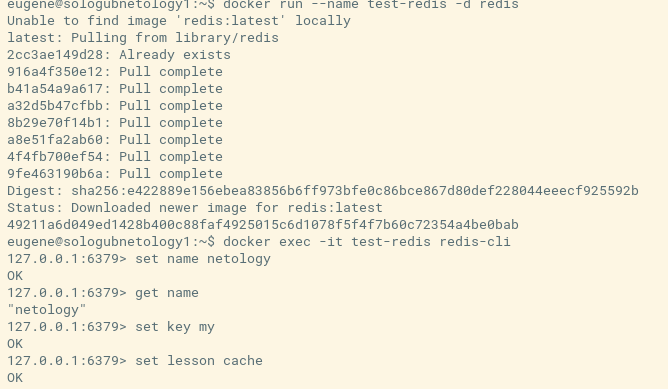 eugene@sologubnetology1:~$ docker run --name test-redis -d redis
Unable to find image 'redis:latest' locally
latest: Pulling from library/redis
2cc3ae149d28: Already exists
916a4f350e12: Pull complete
b41a54a9a617: Pull complete
a32d5b47cfbb: Pull complete
8b29e70f14b1: Pull complete
a8e51fa2ab60: Pull complete
4f4fb700ef54: Pull complete
9fe463190b6a: Pull complete
Digest: sha256:e422889e156ebea83856b6ff973bfe0c86bce867d80def228044eeecf925592b
Status: Downloaded newer image for redis:latest
49211a6d049ed1428b400c88faf4925015c6d1078f5f4f7b60c72354a4be0bab
eugene@sologubnetology1:~$ docker exec -it test-redis redis-cli
127.0.0.1:6379> set name netology
OK
127.0.0.1:6379> get name
"netology"
127.0.0.1:6379> set key my
OK
127.0.0.1:6379> set lesson cache
OK